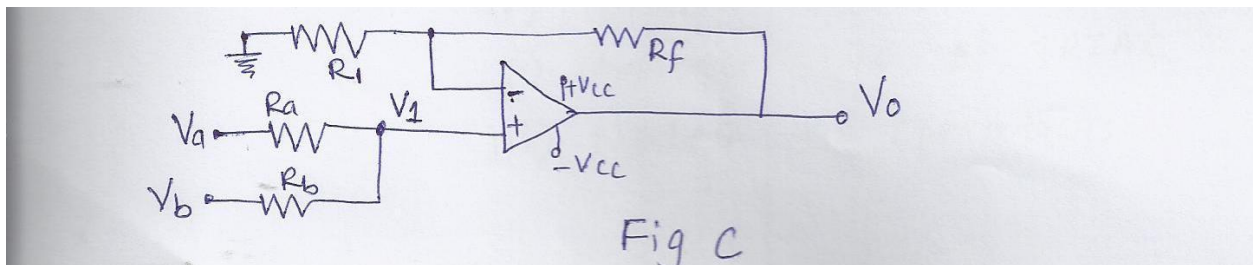 R1
Rf
+Vcc
-
Ra
V1
Va
+
Vo
-Vcc
Rb
Vb
Fig C